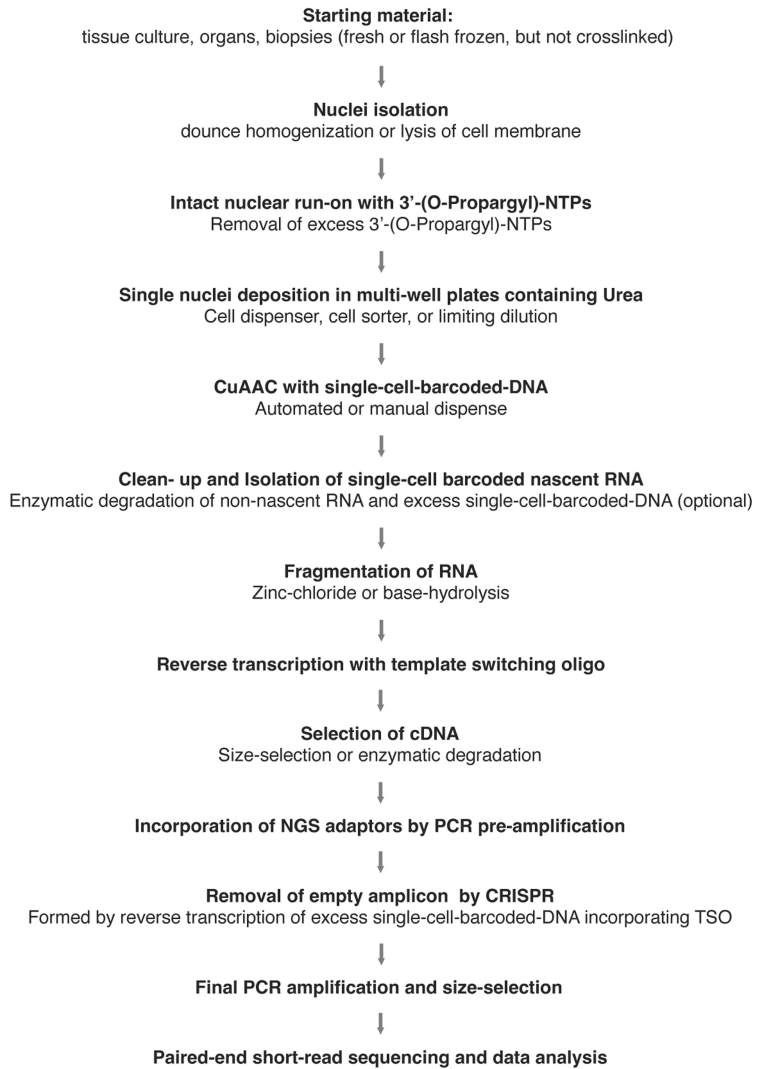 Starting material:
tissue culture, organs, biopsies (fresh or flash frozen, but not crosslinked)
Nuclei isolation
dounce homogenization or lysis of cell membrane
Intact nuclear run-on with 3’-(O-Propargyl)-NTPs
Removal of excess 3’-(O-Propargyl)-NTPs
Single nuclei deposition in multi-well plates containing Urea
Cell dispenser, cell sorter, or limiting dilution
CuAAC with single-cell-barcoded-DNA
Automated or manual dispense
Clean- up and Isolation of single-cell barcoded nascent RNA
Enzymatic degradation of non-nascent RNA and excess single-cell-barcoded-DNA (optional)
Fragmentation of RNA
Zinc-chloride or base-hydrolysis
Reverse transcription with template switching oligo
Selection of cDNA
Size-selection or enzymatic degradation
Incorporation of NGS adaptors by PCR pre-amplification
Removal of empty amplicon  by CRISPR
Formed by reverse transcription of excess single-cell-barcoded-DNA incorporating TSO
Final PCR amplification and size-selection
Paired-end short-read sequencing and data analysis